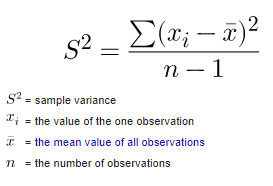 S² = ∑(xᵢ − x̄)² / n − 1
S² = sample variance
xᵢ = the value of the one observation
x̄ = the mean value of all observations
n = the number of observations